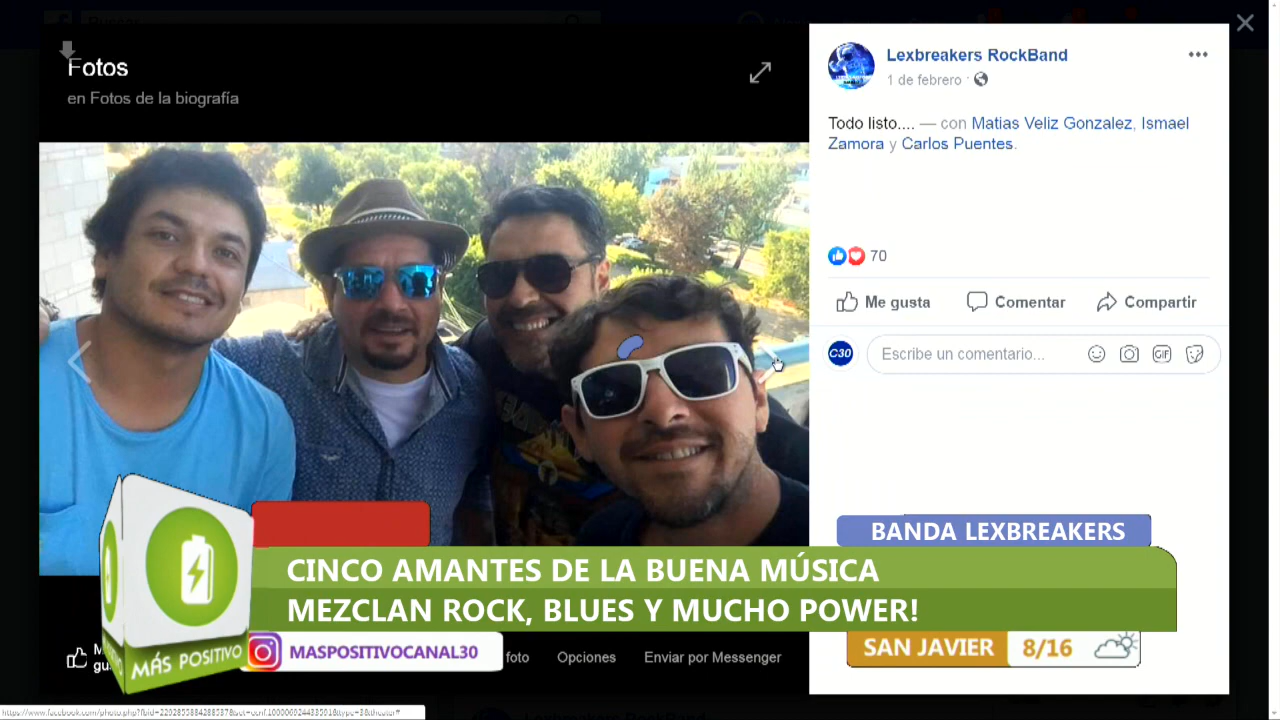 Fotos
en Fotos de la biografía
Lexbreakers RockBand
1 de febrero ·
Todo listo.... — con Matias Veliz Gonzalez, Ismael
Zamora y Carlos Puentes.
70
Me gusta Comentar Compartir
C30 Escribe un comentario... GIF
BANDA LEXBREAKERS
CINCO AMANTES DE LA BUENA MÚSICA
MEZCLAN ROCK, BLUES Y MUCHO POWER!
MÁS POSITIVO
MASPOSITIVOCANAL30
foto Opciones Enviar por Messenger
SAN JAVIER 8/16